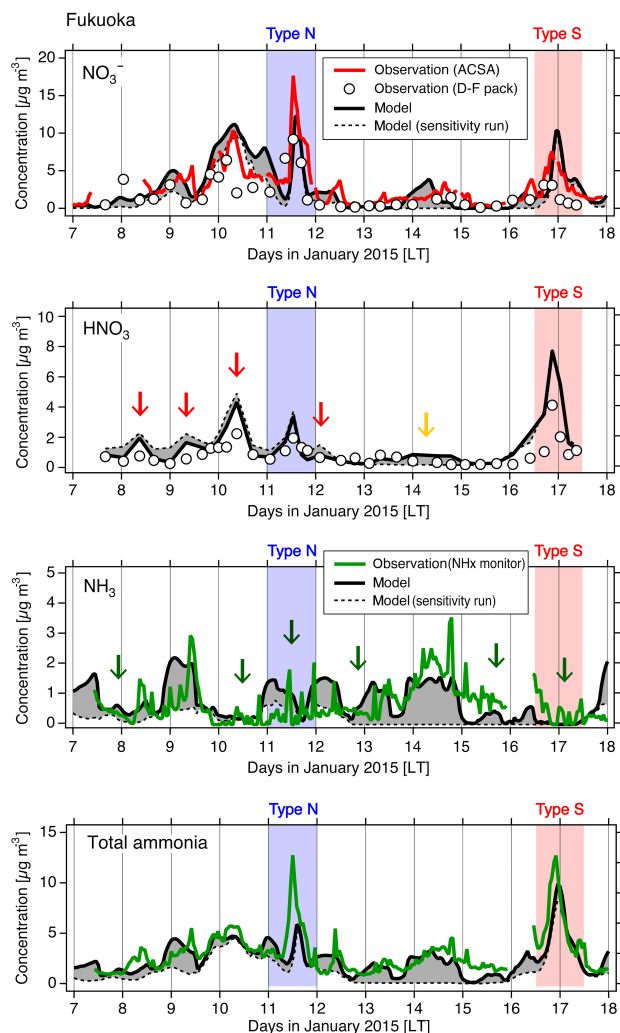 Fukuoka
Type N
Type S
Concentration [µg m-3]
20
15
10
5
0
NO3−
Observation (ACSA)
Observation (D-F pack)
Model
Model (sensitivity run)
7 8 9 10 11 12 13 14 15 16 17 18
Days in January 2015 [LT]
Type N
Type S
Concentration [µg m-3]
10
8
6
4
2
0
HNO3
7 8 9 10 11 12 13 14 15 16 17 18
Days in January 2015 [LT]
Type N
Type S
Concentration [µg m-3]
5
4
3
2
1
0
NH3
Observation(NHx monitor)
Model
Model (sensitivity run)
7 8 9 10 11 12 13 14 15 16 17 18
Days in January 2015 [LT]
Type N
Type S
Concentration [µg m-3]
15
10
5
0
Total ammonia
7 8 9 10 11 12 13 14 15 16 17 18
Days in January 2015 [LT]